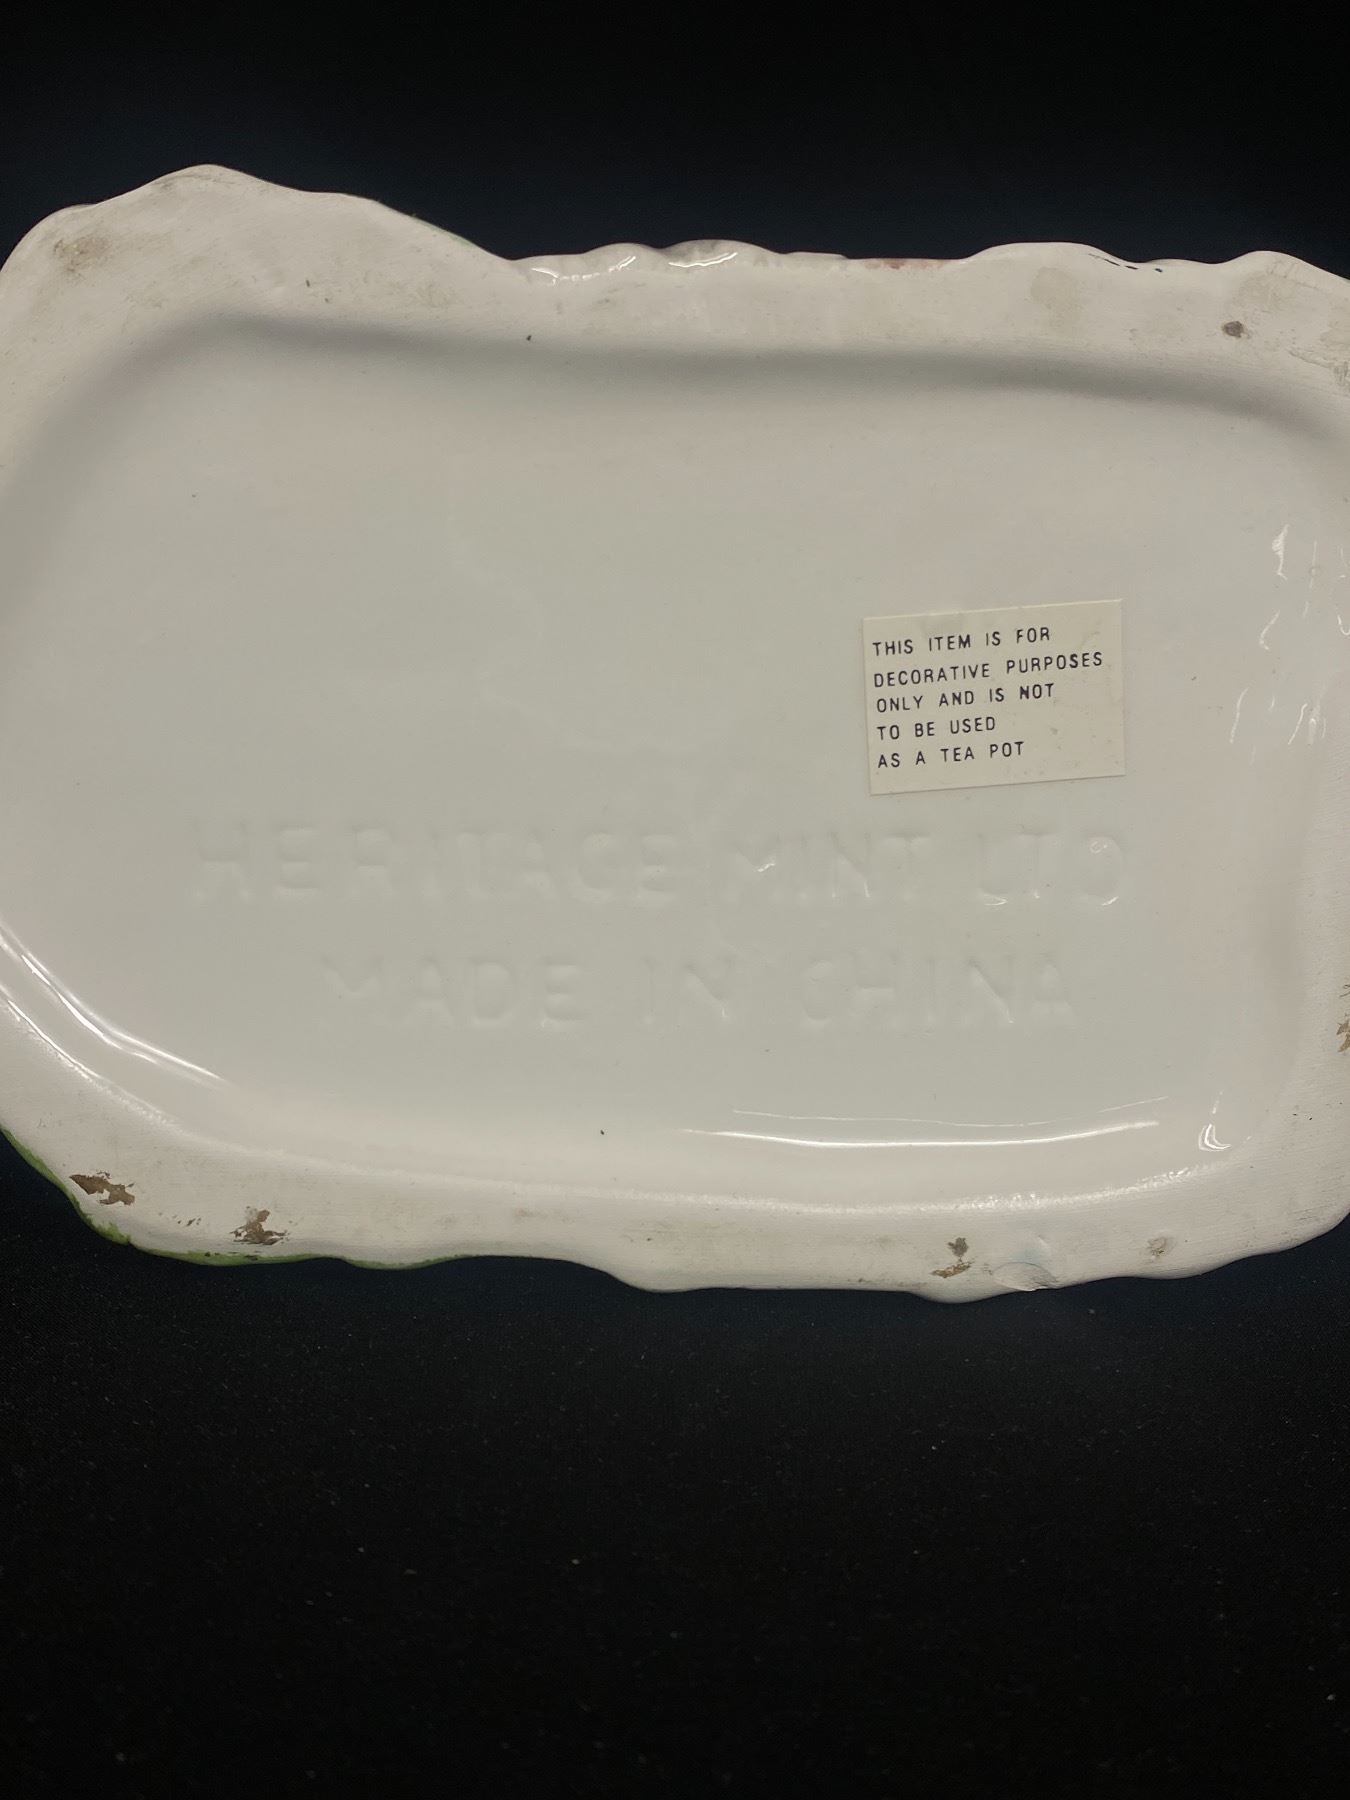 THIS ITEM IS FOR
DECORATIVE PURPOSES
ONLY AND IS NOT
TO BE USED
AS A TEA POT
HERITAGE MINT LTD
MADE IN CHINA